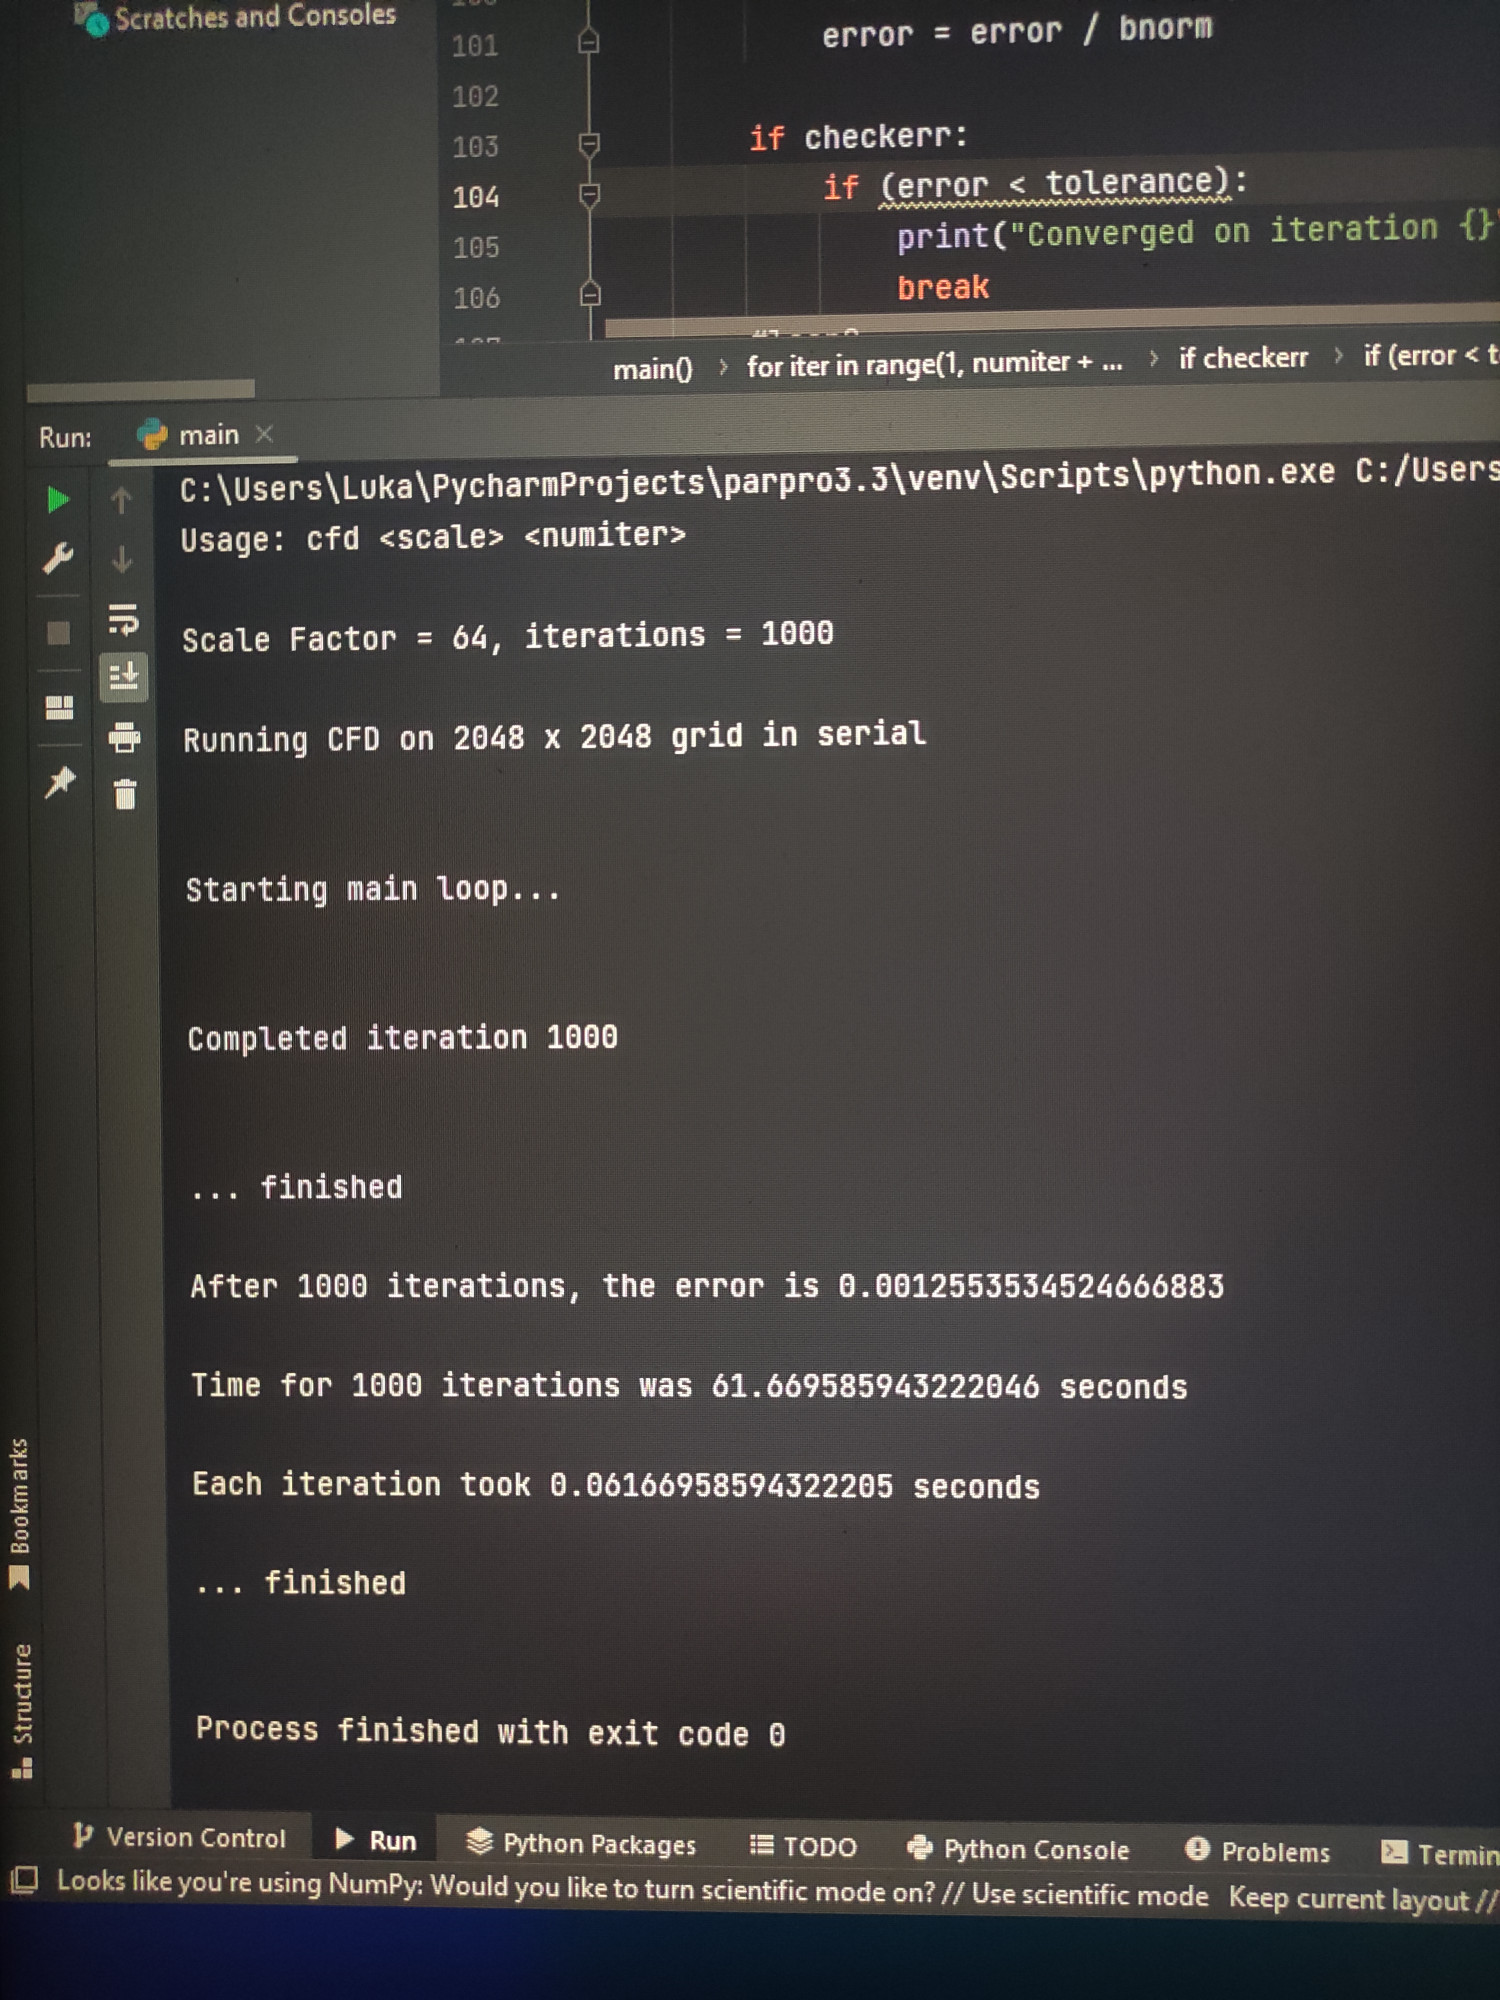 Scratches and Consoles
101 error = error / bnorm
102
103 if checkerr:
104 if (error < tolerance):
105 print("Converged on iteration {}"
106 break
main() > for iter in range(1, numiter + ... > if checkerr > if (error < t
Run: main
C:\Users\Luka\PycharmProjects\parpro3.3\venv\Scripts\python.exe C:/Users
Usage: cfd <scale> <numiter>
Scale Factor = 64, iterations = 1000
Running CFD on 2048 x 2048 grid in serial
Starting main loop...
Completed iteration 1000
... finished
After 1000 iterations, the error is 0.0012553534524666883
Time for 1000 iterations was 61.669585943222046 seconds
Each iteration took 0.06166958594322205 seconds
... finished
Process finished with exit code 0
Bookmarks
Structure
Version Control Run Python Packages TODO Python Console Problems Termin
Looks like you're using NumPy: Would you like to turn scientific mode on? // Use scientific mode Keep current layout //